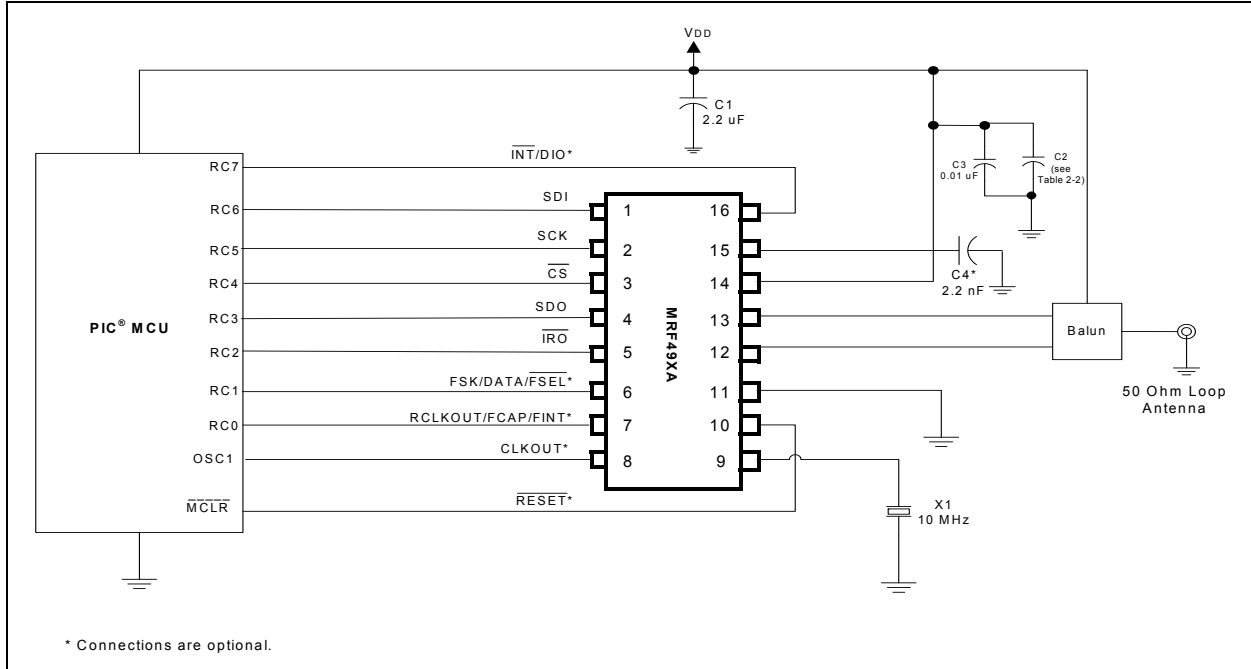 VDD
C1
2.2 uF
C3
0.01 uF
C2
(see
Table 2-2)
PIC® MCU
RC7
RC6
RC5
RC4
RC3
RC2
RC1
RC0
OSC1
MCLR
INT/DIO*
SDI
SCK
CS
SDO
IRO
FSK/DATA/FSEL*
RCLKOUT/FCAP/FINT*
CLKOUT*
RESET*
1
2
3
4
5
6
7
8
MRF49XA
16
15
14
13
12
11
10
9
C4*
2.2 nF
Balun
50 Ohm Loop
Antenna
X1
10 MHz
* Connections are optional.